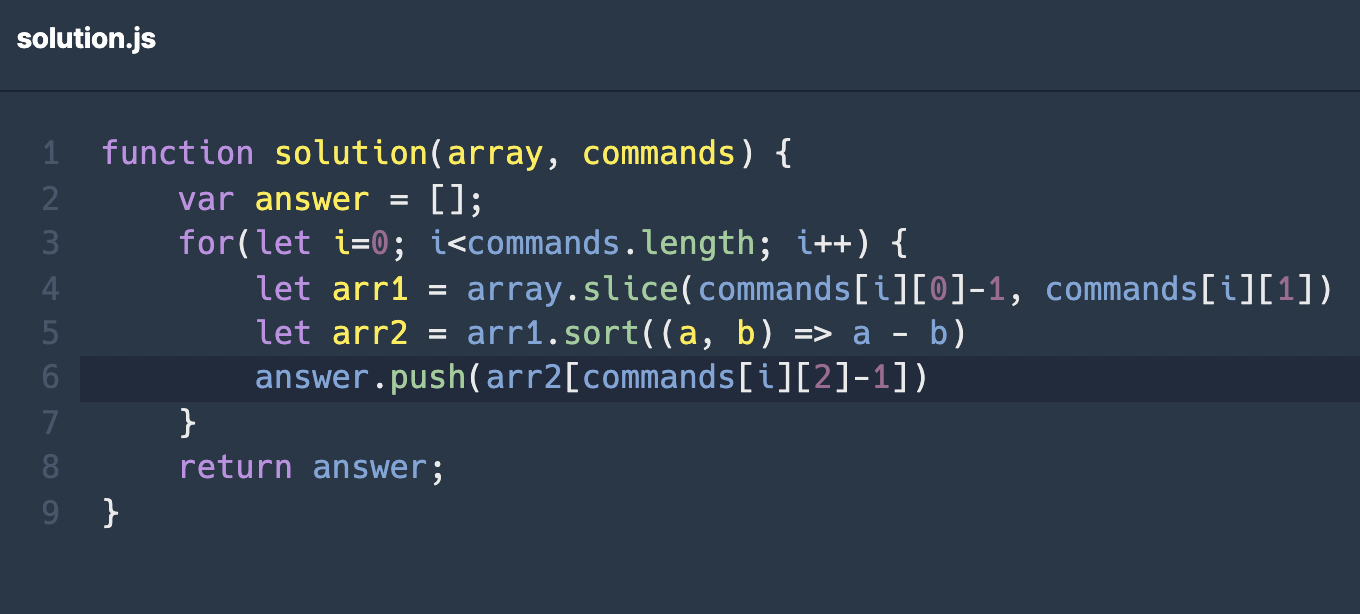 solution.js
1 function solution(array, commands) {
2     var answer = [];
3     for(let i=0; i<commands.length; i++) {
4         let arr1 = array.slice(commands[i][0]-1, commands[i][1])
5         let arr2 = arr1.sort((a, b) => a - b)
6         answer.push(arr2[commands[i][2]-1])
7     }
8     return answer;
9 }